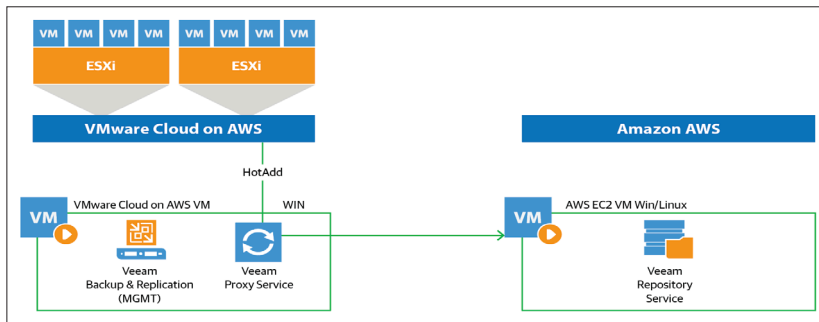 VM VM VM VM VM VM VM VM
ESXi ESXi
VMware Cloud on AWS Amazon AWS
HotAdd
VMware Cloud on AWS VM WIN AWS EC2 VM Win/Linux
VM VM
Veeam Veeam Veeam
Backup & Replication Proxy Service Repository
(MGMT) Service